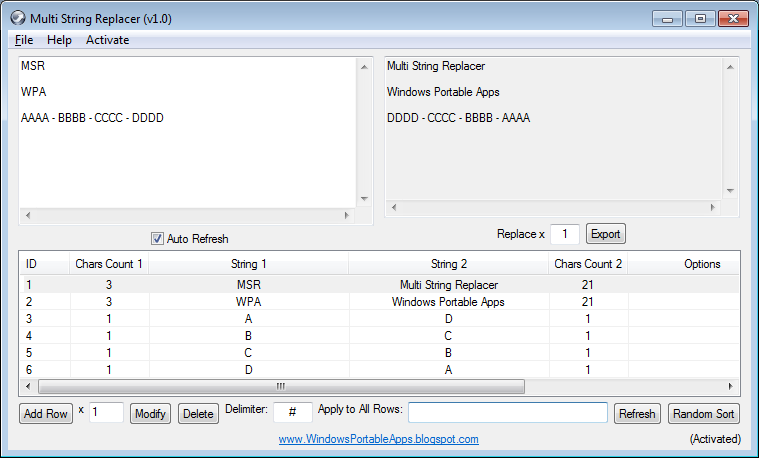 Multi String Replacer (v1.0)
File Help Activate
MSR
WPA
AAAA - BBBB - CCCC - DDDD
Multi String Replacer
Windows Portable Apps
DDDD - CCCC - BBBB - AAAA
Auto Refresh
Replace x 1 Export
ID Chars Count 1 String 1 String 2 Chars Count 2 Options
1 3 MSR Multi String Replacer 21
2 3 WPA Windows Portable Apps 21
3 1 A D 1
4 1 B C 1
5 1 C B 1
6 1 D A 1
Add Row x 1 Modify Delete Delimiter: # Apply to All Rows: Refresh Random Sort
www.WindowsPortableApps.blogspot.com (Activated)